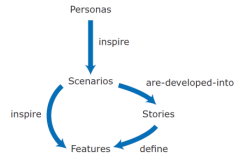 Personas
inspire
Scenarios
are-developed-into
inspire
Stories
Features
define